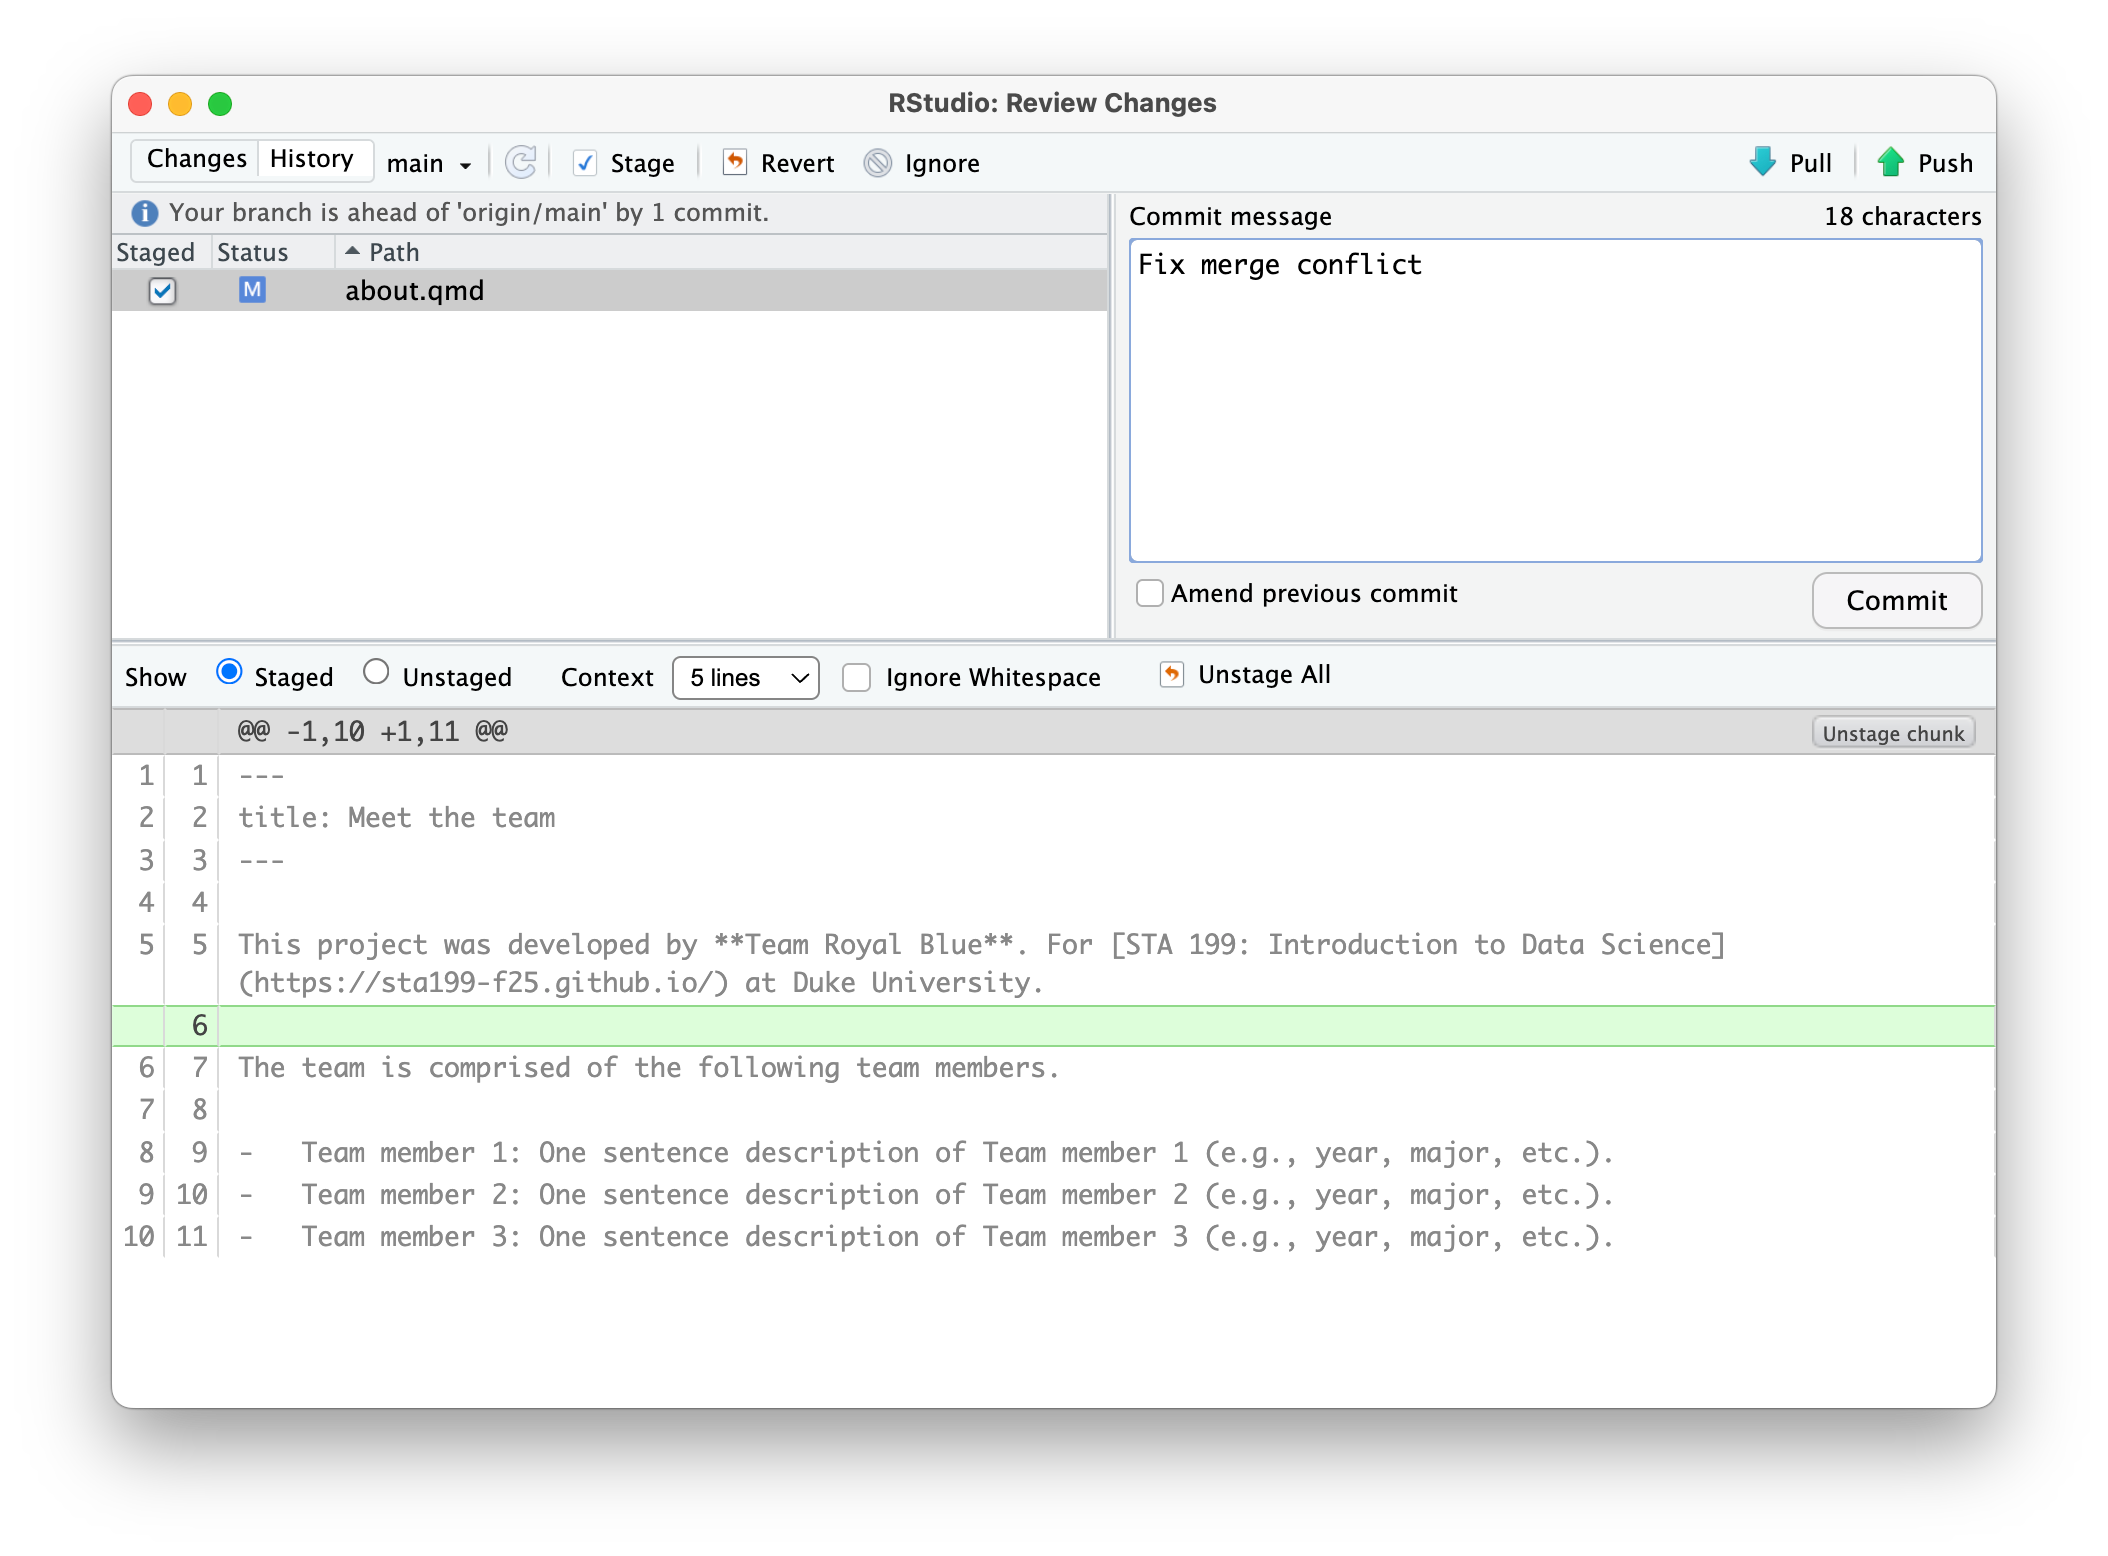 RStudio: Review Changes
Changes History main Stage Revert Ignore Pull Push
Your branch is ahead of 'origin/main' by 1 commit.
Staged Status Path
M about.qmd
Commit message 18 characters
Fix merge conflict
Amend previous commit Commit
Show Staged Unstaged Context 5 lines Ignore Whitespace Unstage All
@@ -1,10 +1,11 @@ Unstage chunk
1 1 ---
2 2 title: Meet the team
3 3 ---
4 4
5 5 This project was developed by **Team Royal Blue**. For [STA 199: Introduction to Data Science]
(https://sta199-f25.github.io/) at Duke University.
6
6 7 The team is comprised of the following team members.
7 8
8 9 -   Team member 1: One sentence description of Team member 1 (e.g., year, major, etc.).
9 10 -   Team member 2: One sentence description of Team member 2 (e.g., year, major, etc.).
10 11 -   Team member 3: One sentence description of Team member 3 (e.g., year, major, etc.).